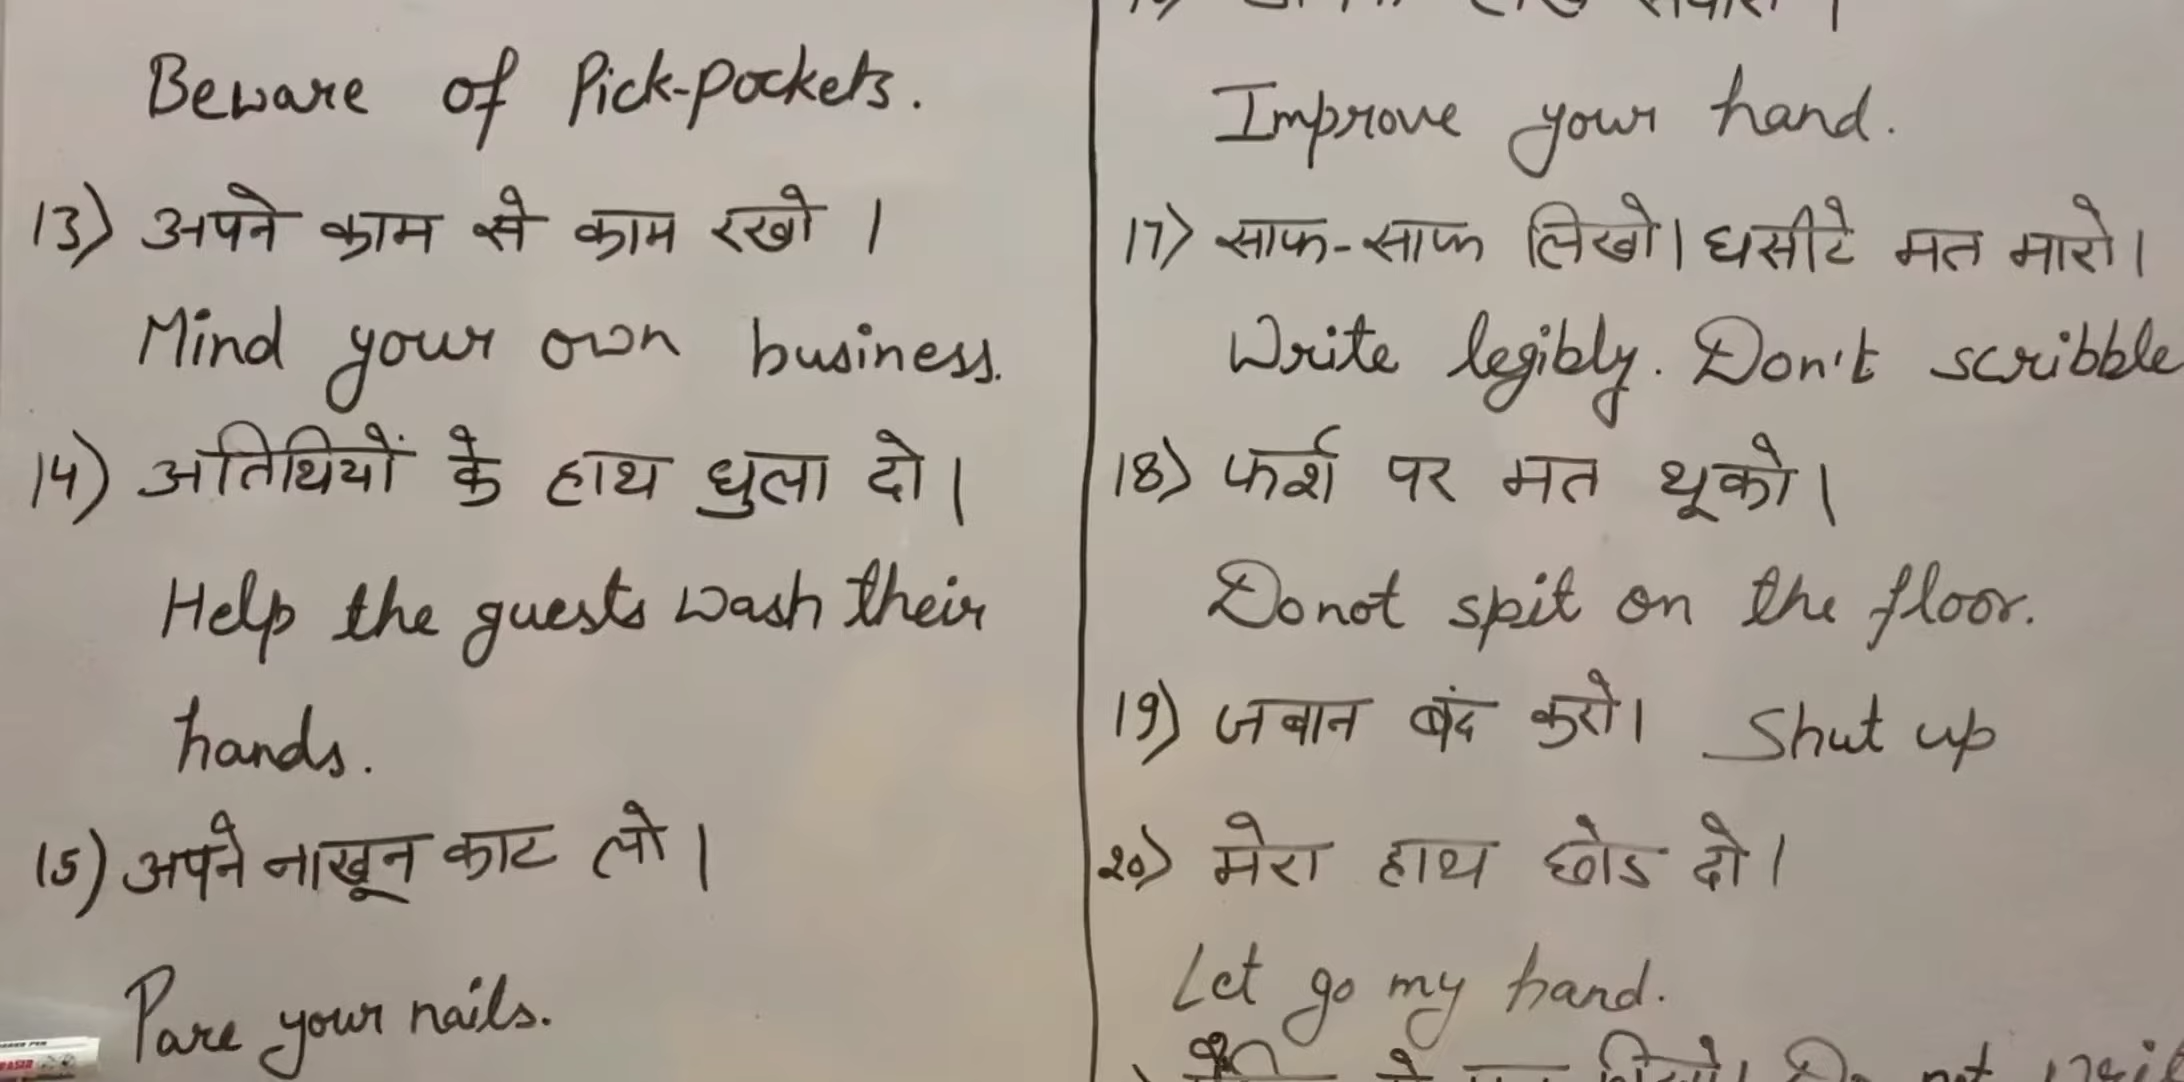 Beware of Pick-pockets.
13) अपने काम से काम रखो ।
Mind your own business.
14) अतिथियों के हाथ धुला दो।
Help the guests wash their
hands.
15) अपने नाखून काट लो।
Pare your nails.
Improve your hand.
17) साफ-साफ लिखो। घसीटे मत मारो।
Write legibly. Don't scribble
18) फर्श पर मत थूको।
Donot spit on the floor.
19) जबान बंद करो। Shut up
20) मेरा हाथ छोड दो।
Let go my hand.